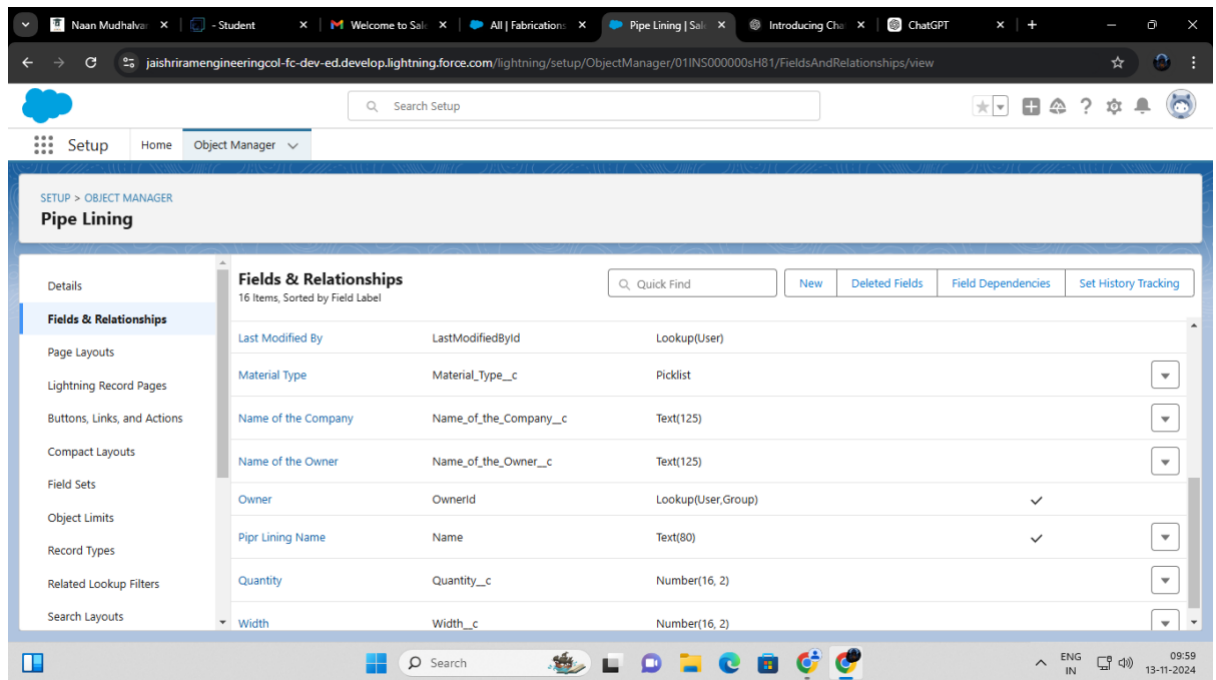 Naan Mudhalva
- Student
Welcome to Sale
All | Fabrications
Pipe Lining | Sale
Introducing Cha
ChatGPT
jaishriramengineeringcol-fc-dev-ed.develop.lightning.force.com/lightning/setup/ObjectManager/01INS000000sH81/FieldsAndRelationships/view
Search Setup
Setup
Home
Object Manager
SETUP > OBJECT MANAGER
Pipe Lining
Details
Fields & Relationships
Page Layouts
Lightning Record Pages
Buttons, Links, and Actions
Compact Layouts
Field Sets
Object Limits
Record Types
Related Lookup Filters
Search Layouts
Fields & Relationships
16 Items, Sorted by Field Label
Quick Find
New
Deleted Fields
Field Dependencies
Set History Tracking
Last Modified By LastModifiedById Lookup(User)
Material Type Material_Type__c Picklist
Name of the Company Name_of_the_Company__c Text(125)
Name of the Owner Name_of_the_Owner__c Text(125)
Owner OwnerId Lookup(User,Group)
Pipr Lining Name Name Text(80)
Quantity Quantity__c Number(16, 2)
Width Width__c Number(16, 2)
Search
ENG
IN
09:59
13-11-2024